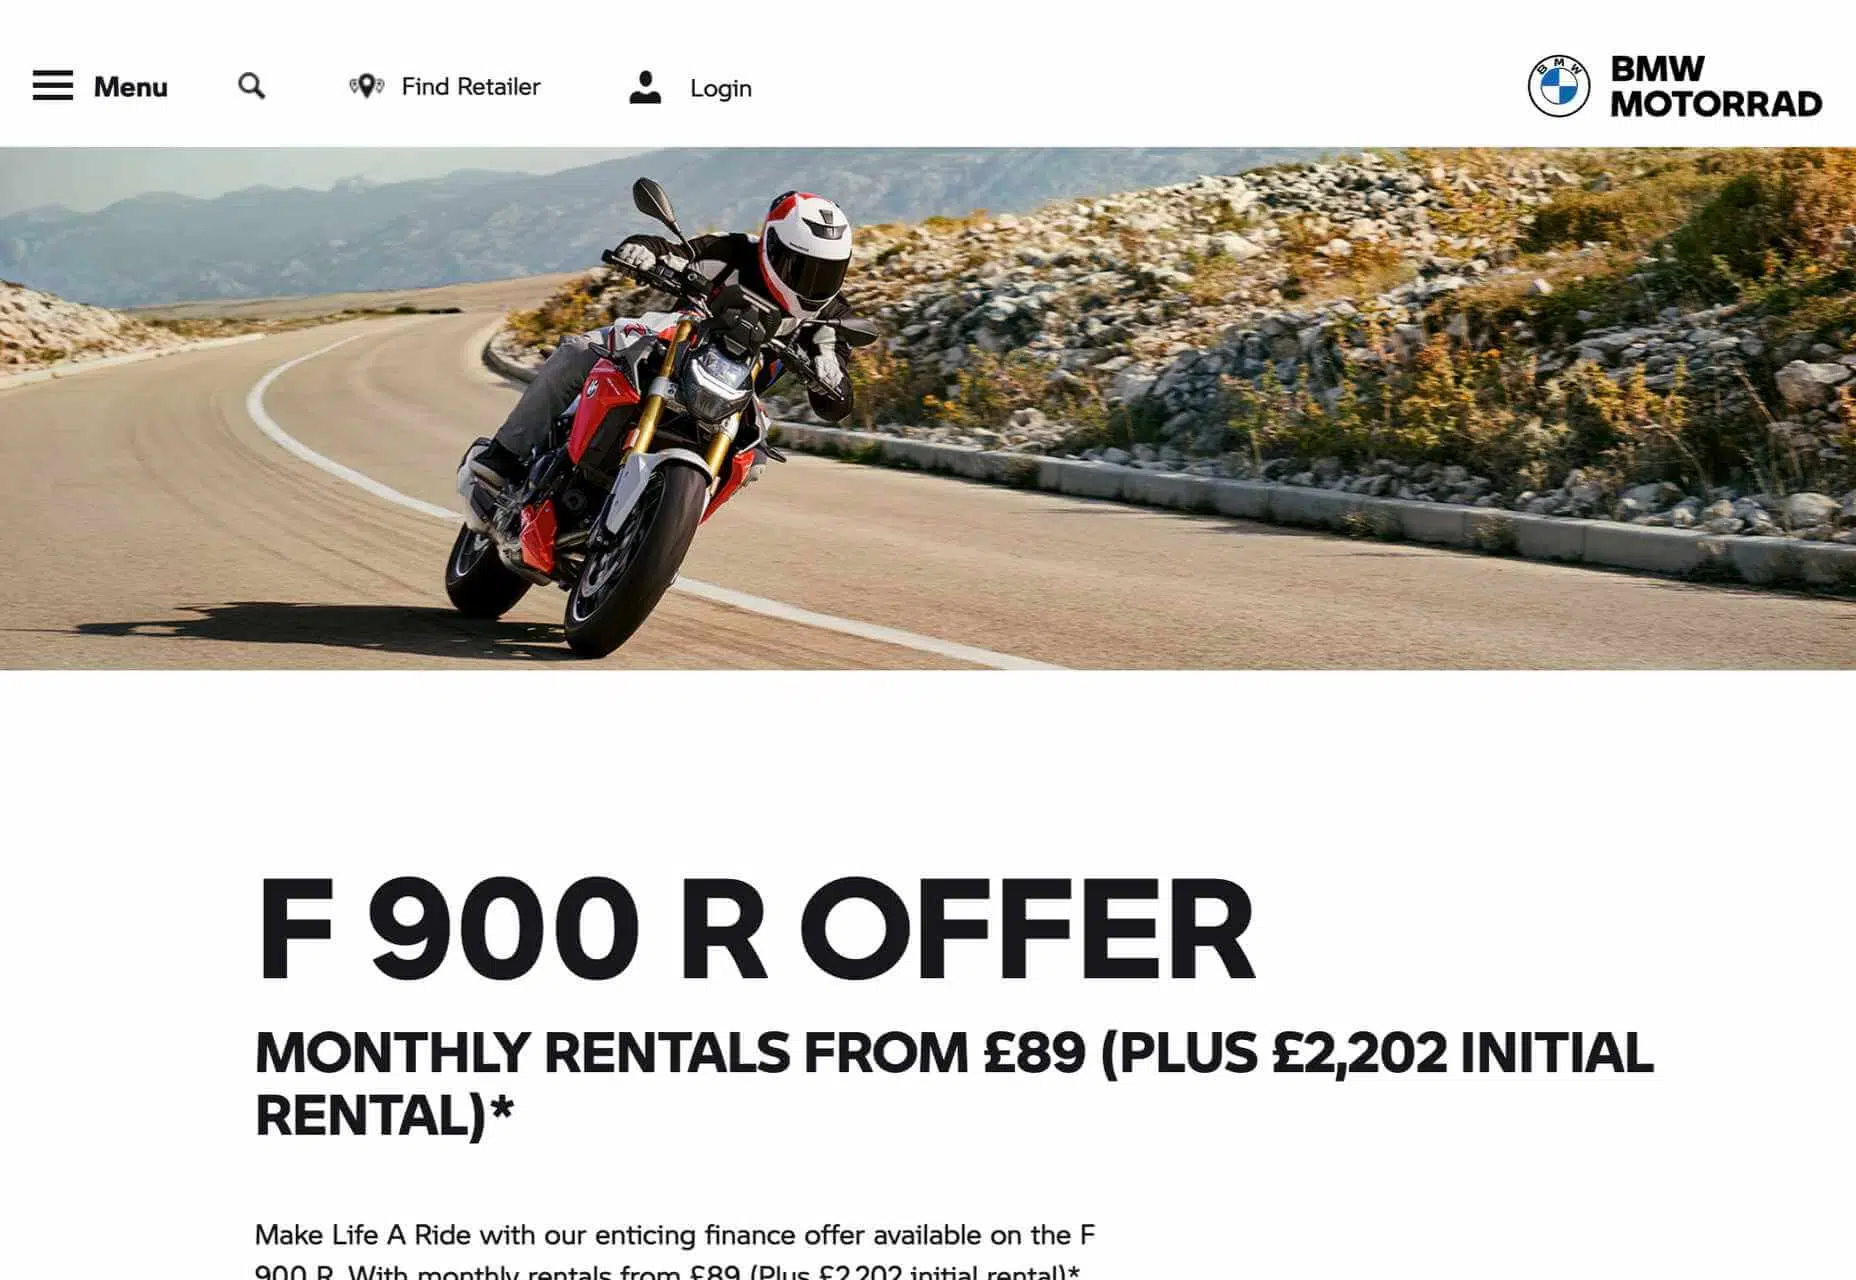 Menu
Find Retailer
Login
BMW
BMW
MOTORRAD
F 900 R OFFER
MONTHLY RENTALS FROM £89 (PLUS £2,202 INITIAL
RENTAL)*
Make Life A Ride with our enticing finance offer available on the F
900 R. With monthly rentals from £89 (Plus £2,202 initial rental)*